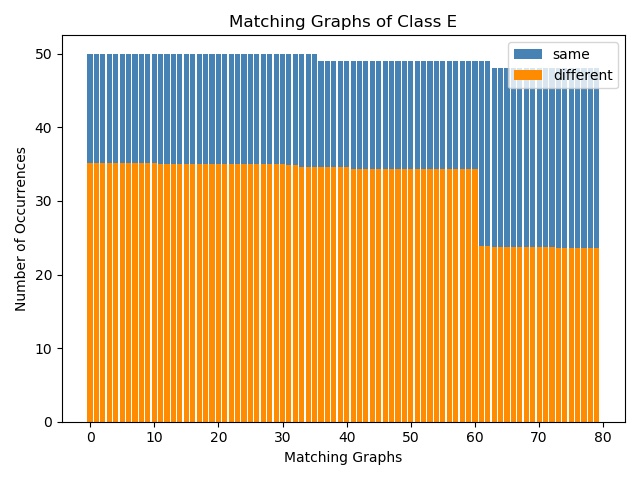 Matching Graphs of Class E
same
different
Number of Occurrences
50
40
30
20
10
0
0 10 20 30 40 50 60 70 80
Matching Graphs